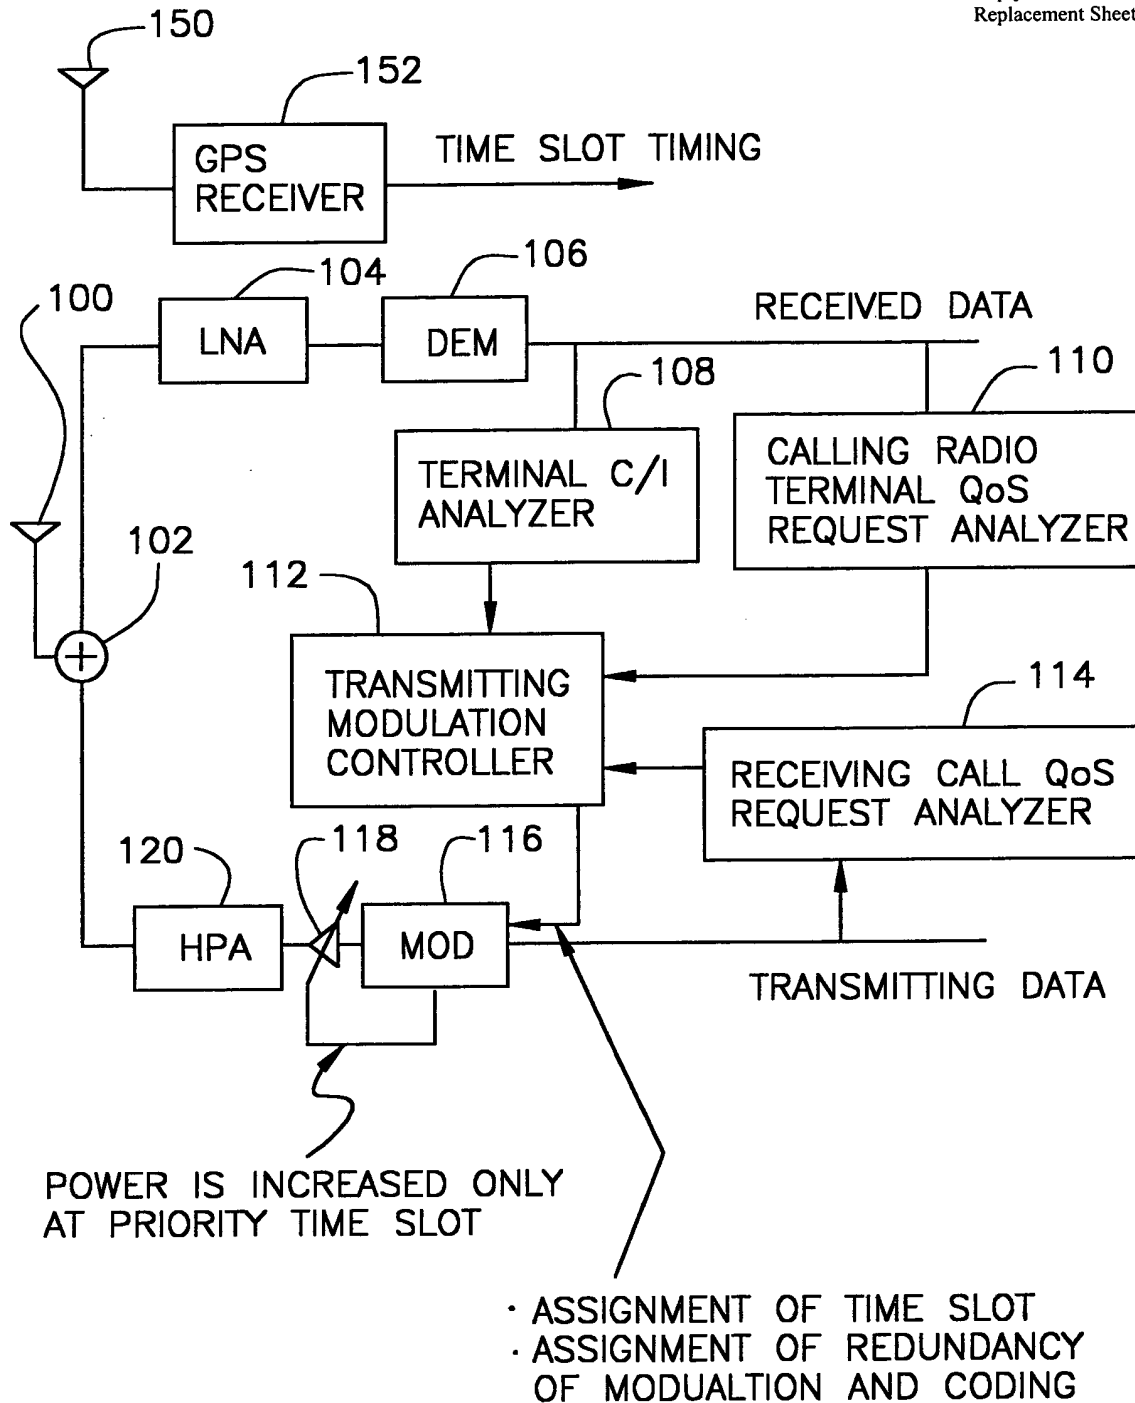 Replacement Sheet
150
152
GPS
RECEIVER
TIME SLOT TIMING
106
104
100
LNA
DEM
RECEIVED DATA
108
110
TERMINAL C/I
ANALYZER
CALLING RADIO
TERMINAL QoS
REQUEST ANALYZER
102
112
TRANSMITTING
MODULATION
CONTROLLER
114
RECEIVING CALL QoS
REQUEST ANALYZER
120
118
116
HPA
MOD
TRANSMITTING DATA
POWER IS INCREASED ONLY
AT PRIORITY TIME SLOT
· ASSIGNMENT OF TIME SLOT
· ASSIGNMENT OF REDUNDANCY
OF MODUALTION AND CODING